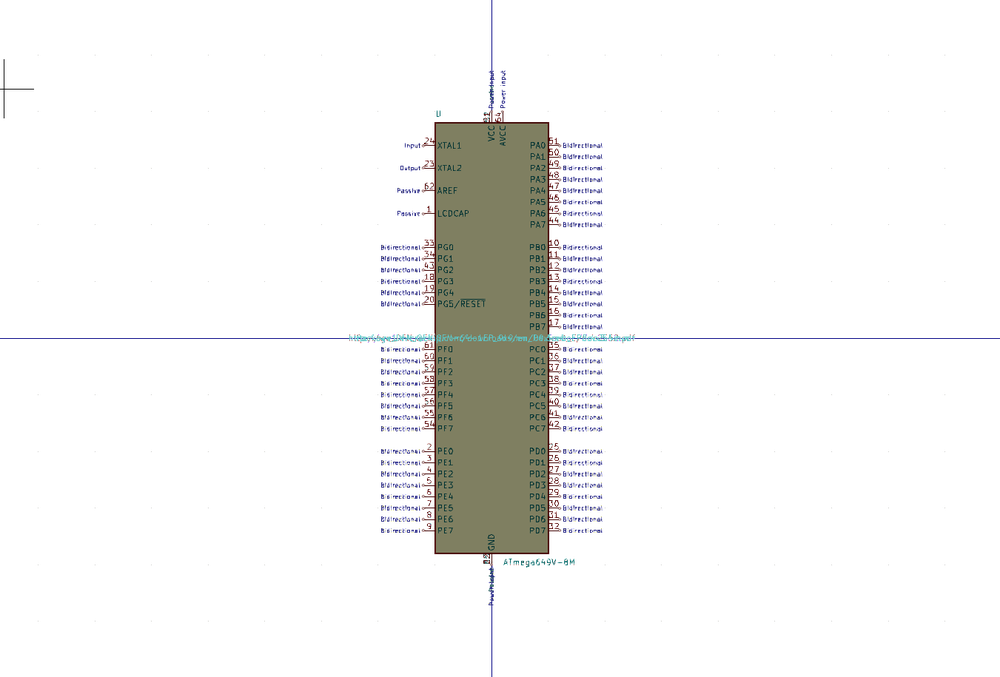 Power input
U
VCC
64
AVCC
Input 24 XTAL1
PA0 51 Bidirectional
PA1 50 Bidirectional
Output 23 XTAL2
PA2 49 Bidirectional
PA3 48 Bidirectional
Passive 62 AREF
PA4 47 Bidirectional
PA5 46 Bidirectional
Passive 1 LCDCAP
PA6 45 Bidirectional
PA7 44 Bidirectional
Bidirectional 33 PG0
PB0 10 Bidirectional
Bidirectional 34 PG1
PB1 11 Bidirectional
Bidirectional 43 PG2
PB2 12 Bidirectional
Bidirectional 18 PG3
PB3 13 Bidirectional
Bidirectional 19 PG4
PB4 14 Bidirectional
Bidirectional 20 PG5/RESET
PB5 15 Bidirectional
PB6 16 Bidirectional
PB7 17 Bidirectional
Bidirectional 61 PF0
PC0 35 Bidirectional
Bidirectional 60 PF1
PC1 36 Bidirectional
Bidirectional 59 PF2
PC2 37 Bidirectional
Bidirectional 58 PF3
PC3 38 Bidirectional
Bidirectional 57 PF4
PC4 39 Bidirectional
Bidirectional 56 PF5
PC5 40 Bidirectional
Bidirectional 55 PF6
PC6 41 Bidirectional
Bidirectional 54 PF7
PC7 42 Bidirectional
Bidirectional 2 PE0
PD0 25 Bidirectional
Bidirectional 3 PE1
PD1 26 Bidirectional
Bidirectional 4 PE2
PD2 27 Bidirectional
Bidirectional 5 PE3
PD3 28 Bidirectional
Bidirectional 6 PE4
PD4 29 Bidirectional
Bidirectional 7 PE5
PD5 30 Bidirectional
Bidirectional 8 PE6
PD6 31 Bidirectional
Bidirectional 9 PE7
PD7 32 Bidirectional
GND
ATmega649V-8M